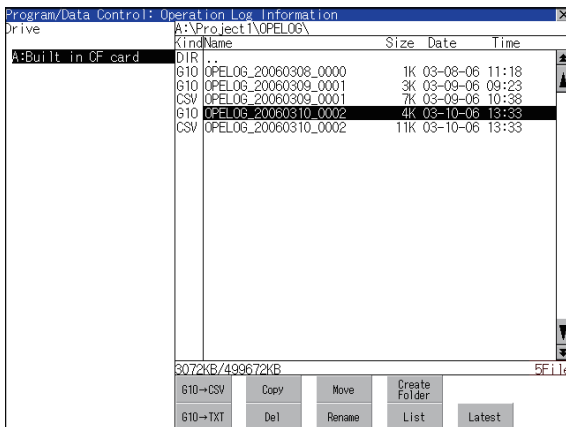 Program/Data Control: Operation Log Information
Drive
A:\Project1\OPELOG\
Kind Name Size Date Time
A:Built in CF card
DIR ..
G10 OPELOG_20060308_0000 1K 03-08-06 11:18
G10 OPELOG_20060309_0001 3K 03-09-06 09:23
CSV OPELOG_20060309_0001 7K 03-09-06 10:38
G10 OPELOG_20060310_0002 4K 03-10-06 13:33
CSV OPELOG_20060310_0002 11K 03-10-06 13:33
3072KB/499672KB 5File
G10→CSV Copy Move Create Folder
G10→TXT Del Rename List Latest